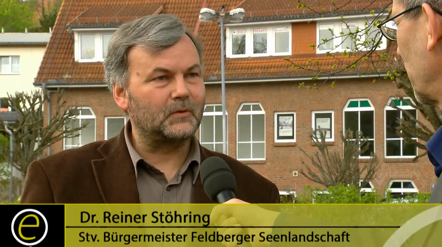 e
Dr. Reiner Stöhring
Stv. Bürgermeister Feldberger Seenlandschaft